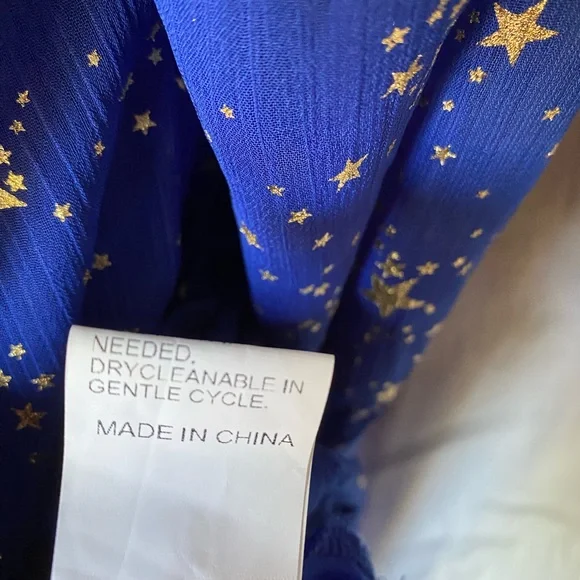 NEEDED.
DRYCLEANABLE IN
GENTLE CYCLE.
MADE IN CHINA